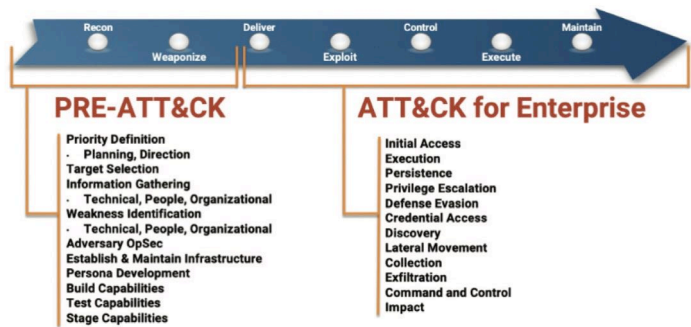 Recon
Weaponize
Deliver
Exploit
Control
Execute
Maintain
PRE-ATT&CK
Priority Definition
· Planning, Direction
Target Selection
Information Gathering
· Technical, People, Organizational
Weakness Identification
· Technical, People, Organizational
Adversary OpSec
Establish & Maintain Infrastructure
Persona Development
Build Capabilities
Test Capabilities
Stage Capabilities
ATT&CK for Enterprise
Initial Access
Execution
Persistence
Privilege Escalation
Defense Evasion
Credential Access
Discovery
Lateral Movement
Collection
Exfiltration
Command and Control
Impact